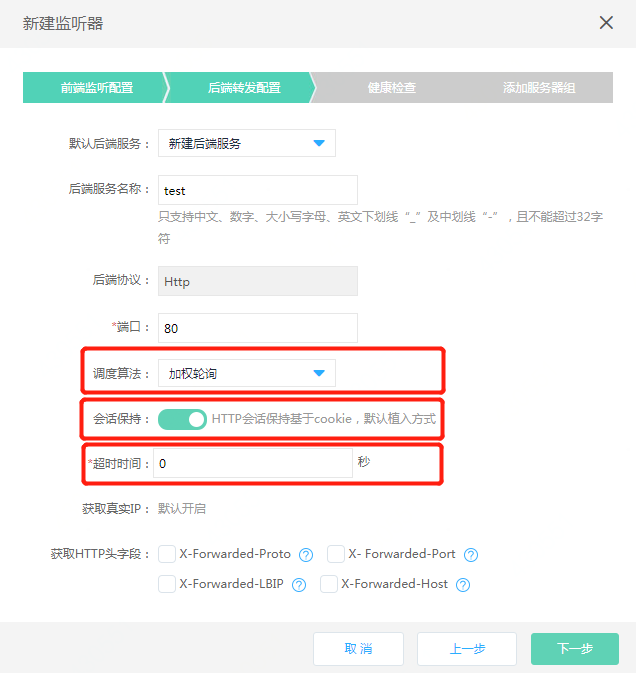 新建监听器
前端监听配置 后端转发配置 健康检查 添加服务器组
默认后端服务： 新建后端服务
后端服务名称： test
只支持中文、数字、大小写字母、英文下划线“_”及中划线“-”，且不能超过32字
符
后端协议： Http
*端口： 80
调度算法： 加权轮询
会话保持： HTTP会话保持基于cookie，默认植入方式
*超时时间： 0 秒
获取真实IP： 默认开启
获取HTTP头字段： X-Forwarded-Proto ? X- Forwarded-Port ?
X-Forwarded-LBIP ? X-Forwarded-Host ?
取 消 上一步 下一步